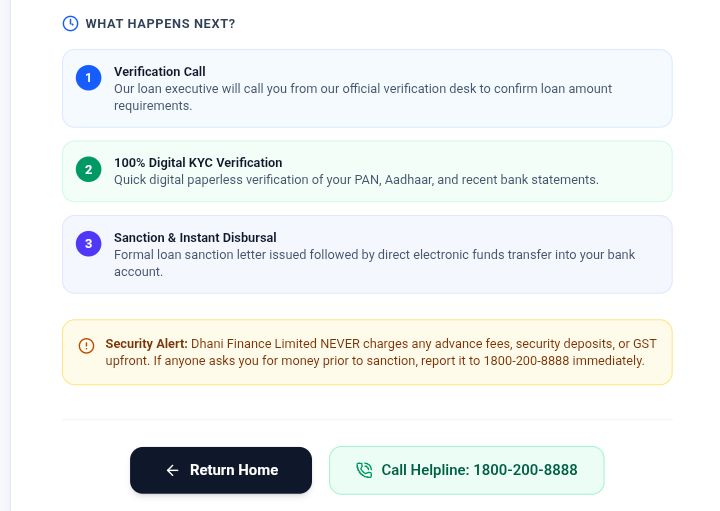 WHAT HAPPENS NEXT?
1
Verification Call
Our loan executive will call you from our official verification desk to confirm loan amount
requirements.
2
100% Digital KYC Verification
Quick digital paperless verification of your PAN, Aadhaar, and recent bank statements.
3
Sanction & Instant Disbursal
Formal loan sanction letter issued followed by direct electronic funds transfer into your bank
account.
Security Alert: Dhani Finance Limited NEVER charges any advance fees, security deposits, or GST
upfront. If anyone asks you for money prior to sanction, report it to 1800-200-8888 immediately.
Return Home
Call Helpline: 1800-200-8888